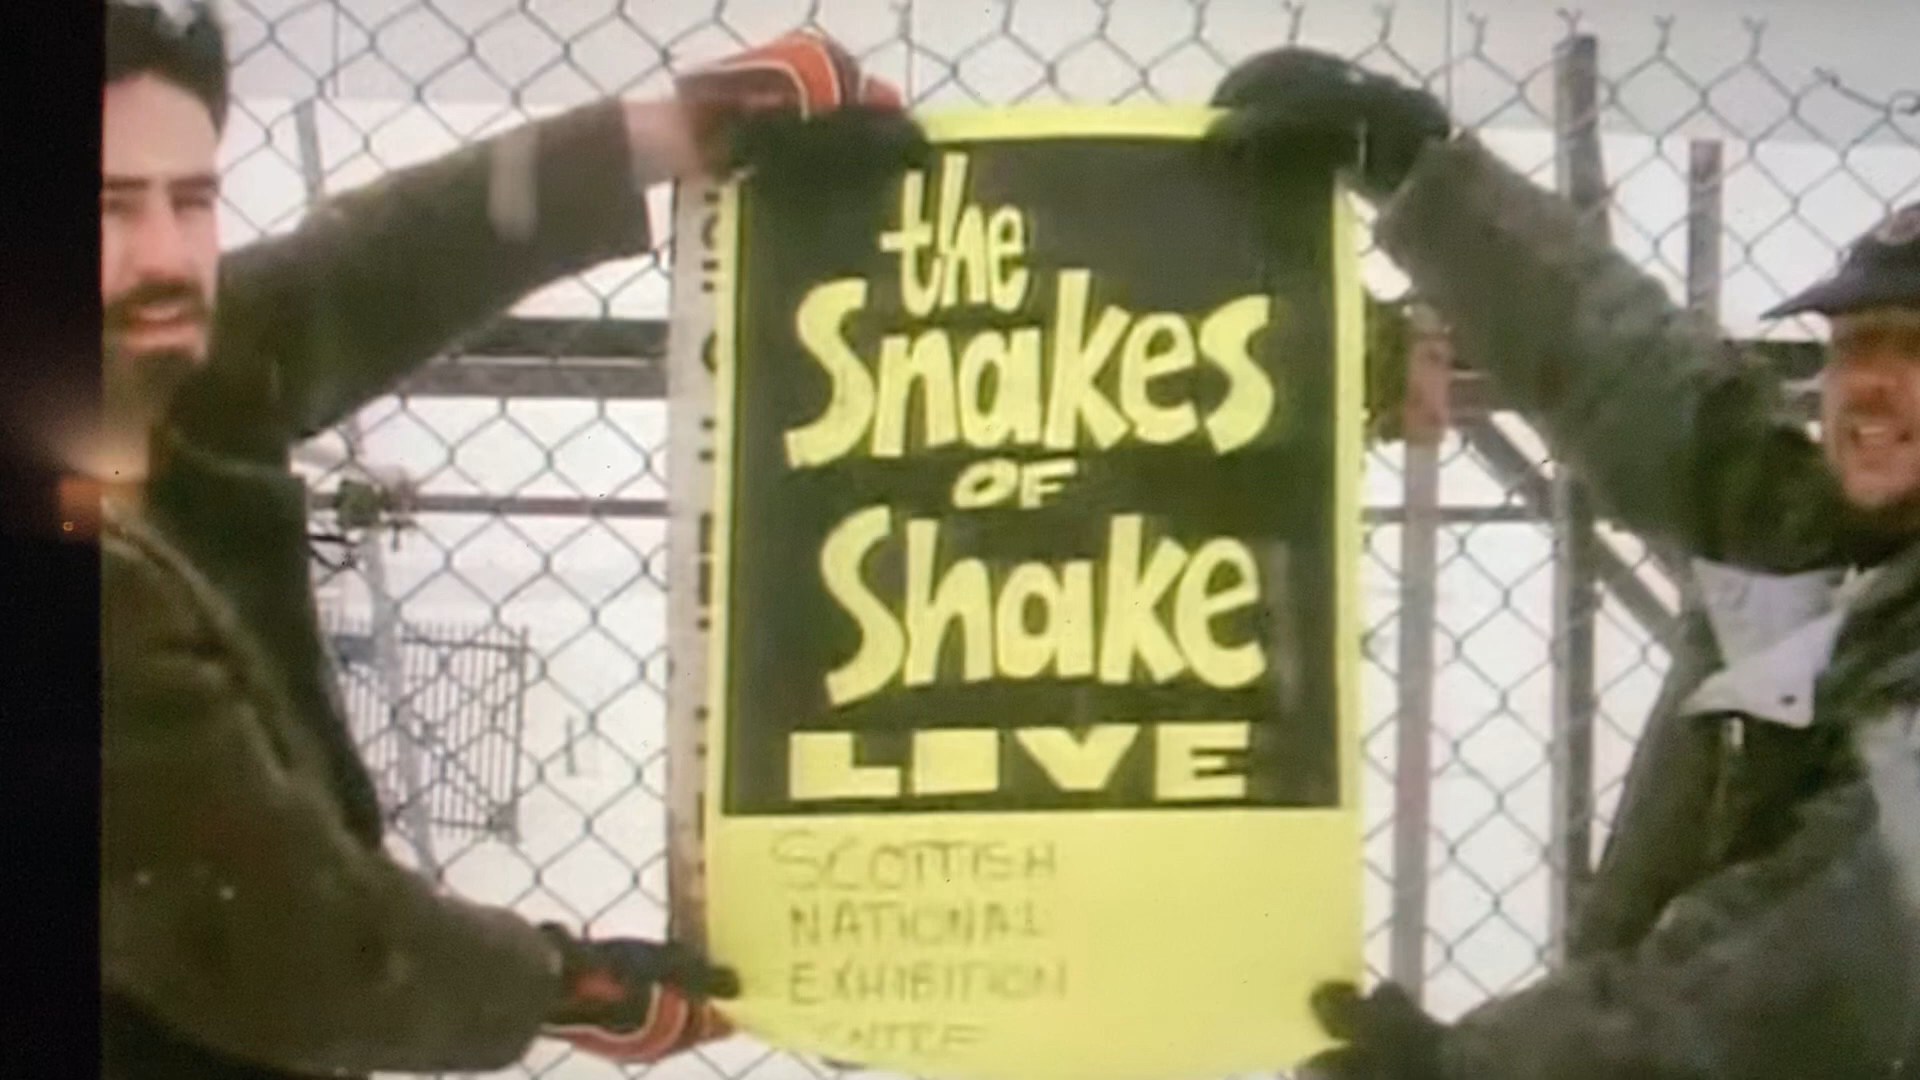 the
Snakes
OF
Shake
LIVE
SCOTTISH
NATIONAL
EXHIBITION